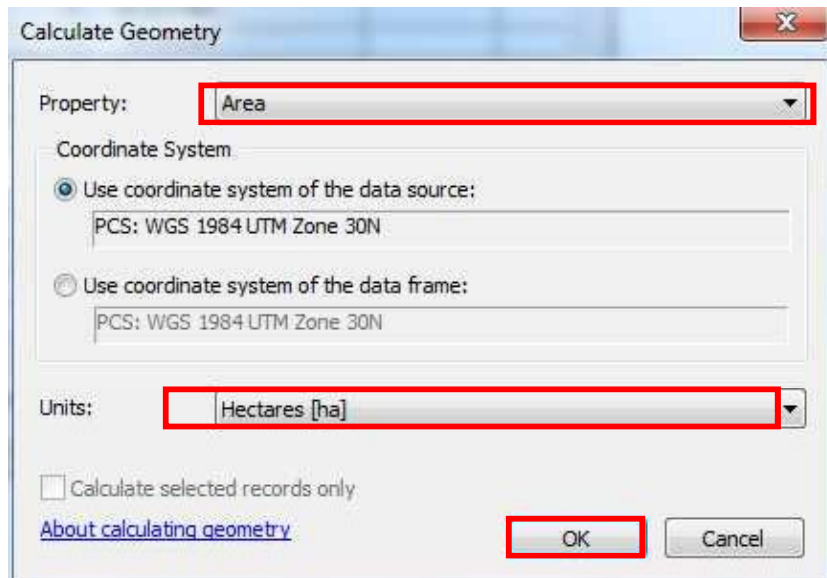 Calculate Geometry
Property: Area
Coordinate System
Use coordinate system of the data source:
PCS: WGS 1984 UTM Zone 30N
Use coordinate system of the data frame:
PCS: WGS 1984 UTM Zone 30N
Units: Hectares [ha]
Calculate selected records only
About calculating geometry
OK Cancel